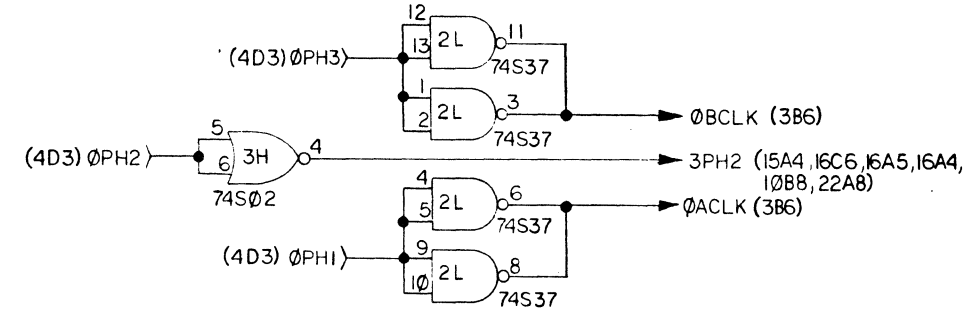 12
11
(4D3) ØPH3
13
2L
74S37
1
3
2
2L
74S37
ØBCLK (3B6)
5
4
(4D3) ØPH2
6
3H
74SØ2
3PH2 (15A4,16C6,16A5,16A4,
1ØB8,22A8)
4
6
5
2L
74S37
ØACLK (3B6)
(4D3) ØPH1
9
8
1Ø
2L
74S37